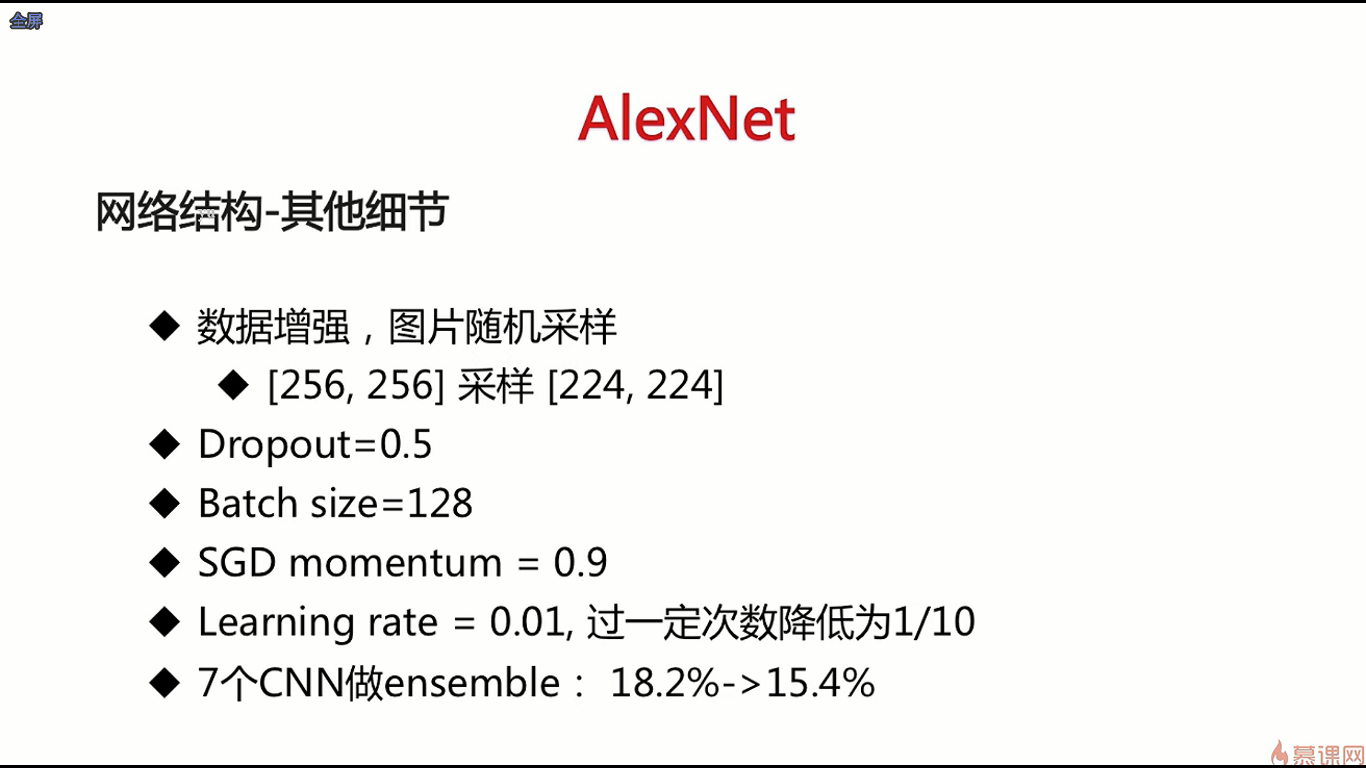 全屏
AlexNet
网络结构-其他细节
◆ 数据增强，图片随机采样
◆ [256, 256] 采样 [224, 224]
◆ Dropout=0.5
◆ Batch size=128
◆ SGD momentum = 0.9
◆ Learning rate = 0.01, 过一定次数降低为1/10
◆ 7个CNN做ensemble： 18.2%->15.4%
慕课网